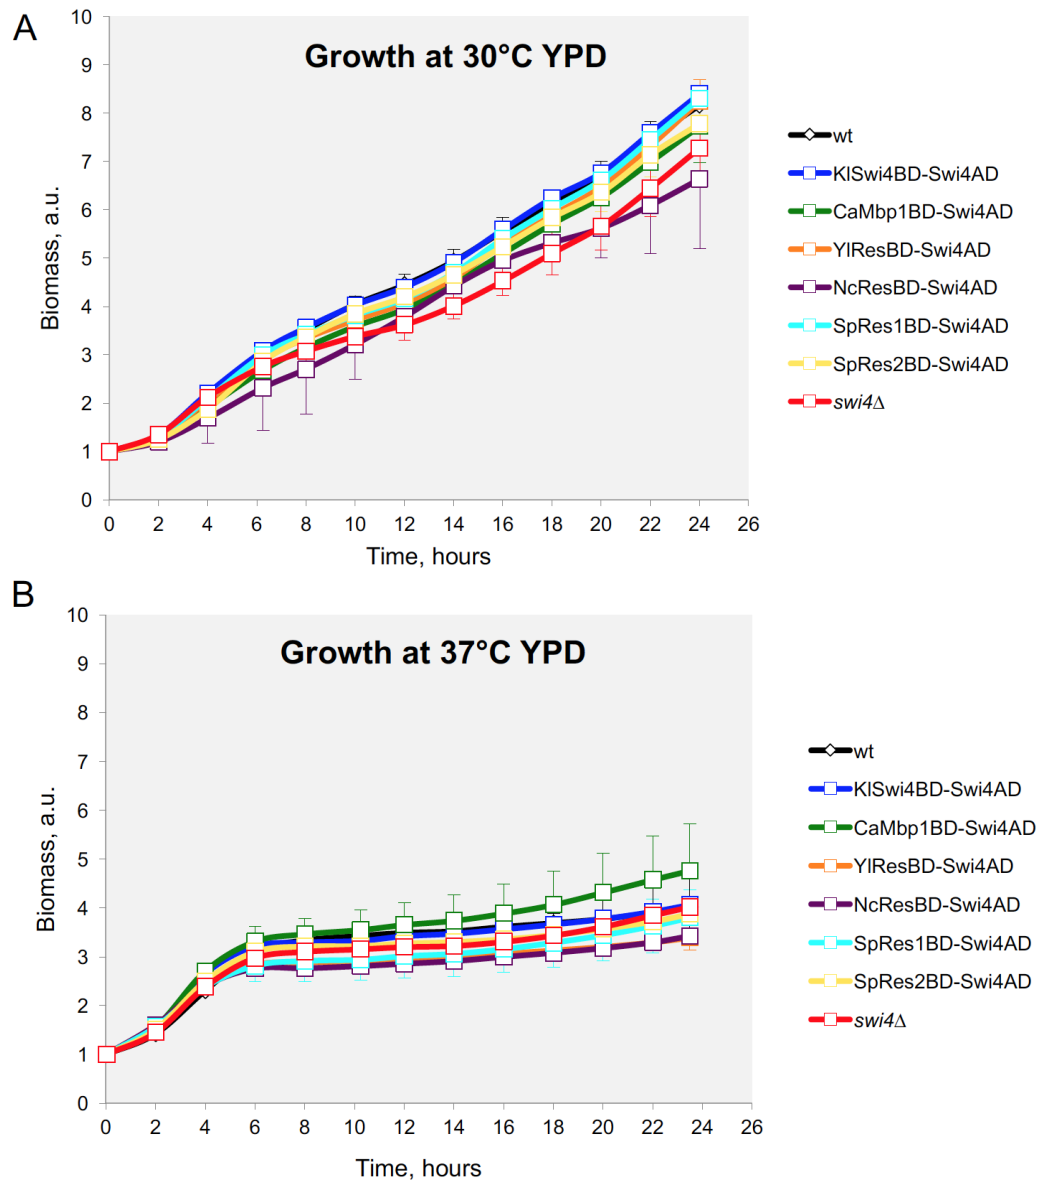 A
Growth at 30°C YPD
10
9
8
7
6
5
4
3
2
1
0
Biomass, a.u.
0 2 4 6 8 10 12 14 16 18 20 22 24 26
Time, hours
wt
KlSwi4BD-Swi4AD
CaMbp1BD-Swi4AD
YlResBD-Swi4AD
NcResBD-Swi4AD
SpRes1BD-Swi4AD
SpRes2BD-Swi4AD
swi4Δ
B
Growth at 37°C YPD
10
9
8
7
6
5
4
3
2
1
0
Biomass, a.u.
0 2 4 6 8 10 12 14 16 18 20 22 24 26
Time, hours
wt
KlSwi4BD-Swi4AD
CaMbp1BD-Swi4AD
YlResBD-Swi4AD
NcResBD-Swi4AD
SpRes1BD-Swi4AD
SpRes2BD-Swi4AD
swi4Δ